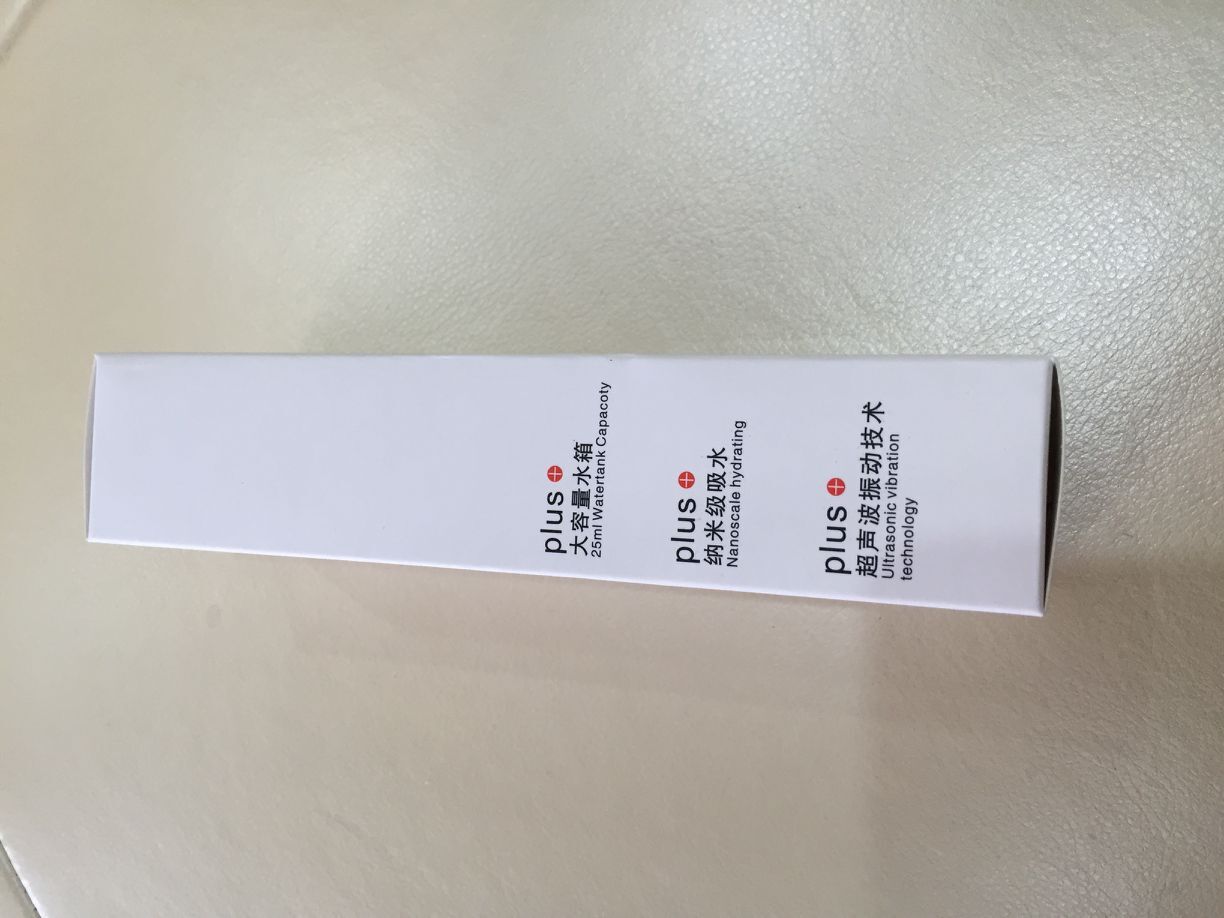 plus
大容量水箱
25ml Watertank Capacoty
plus
纳米级吸水
Nanoscale hydrating
plus
超声波振动技术
Ultrasonic vibration
technology